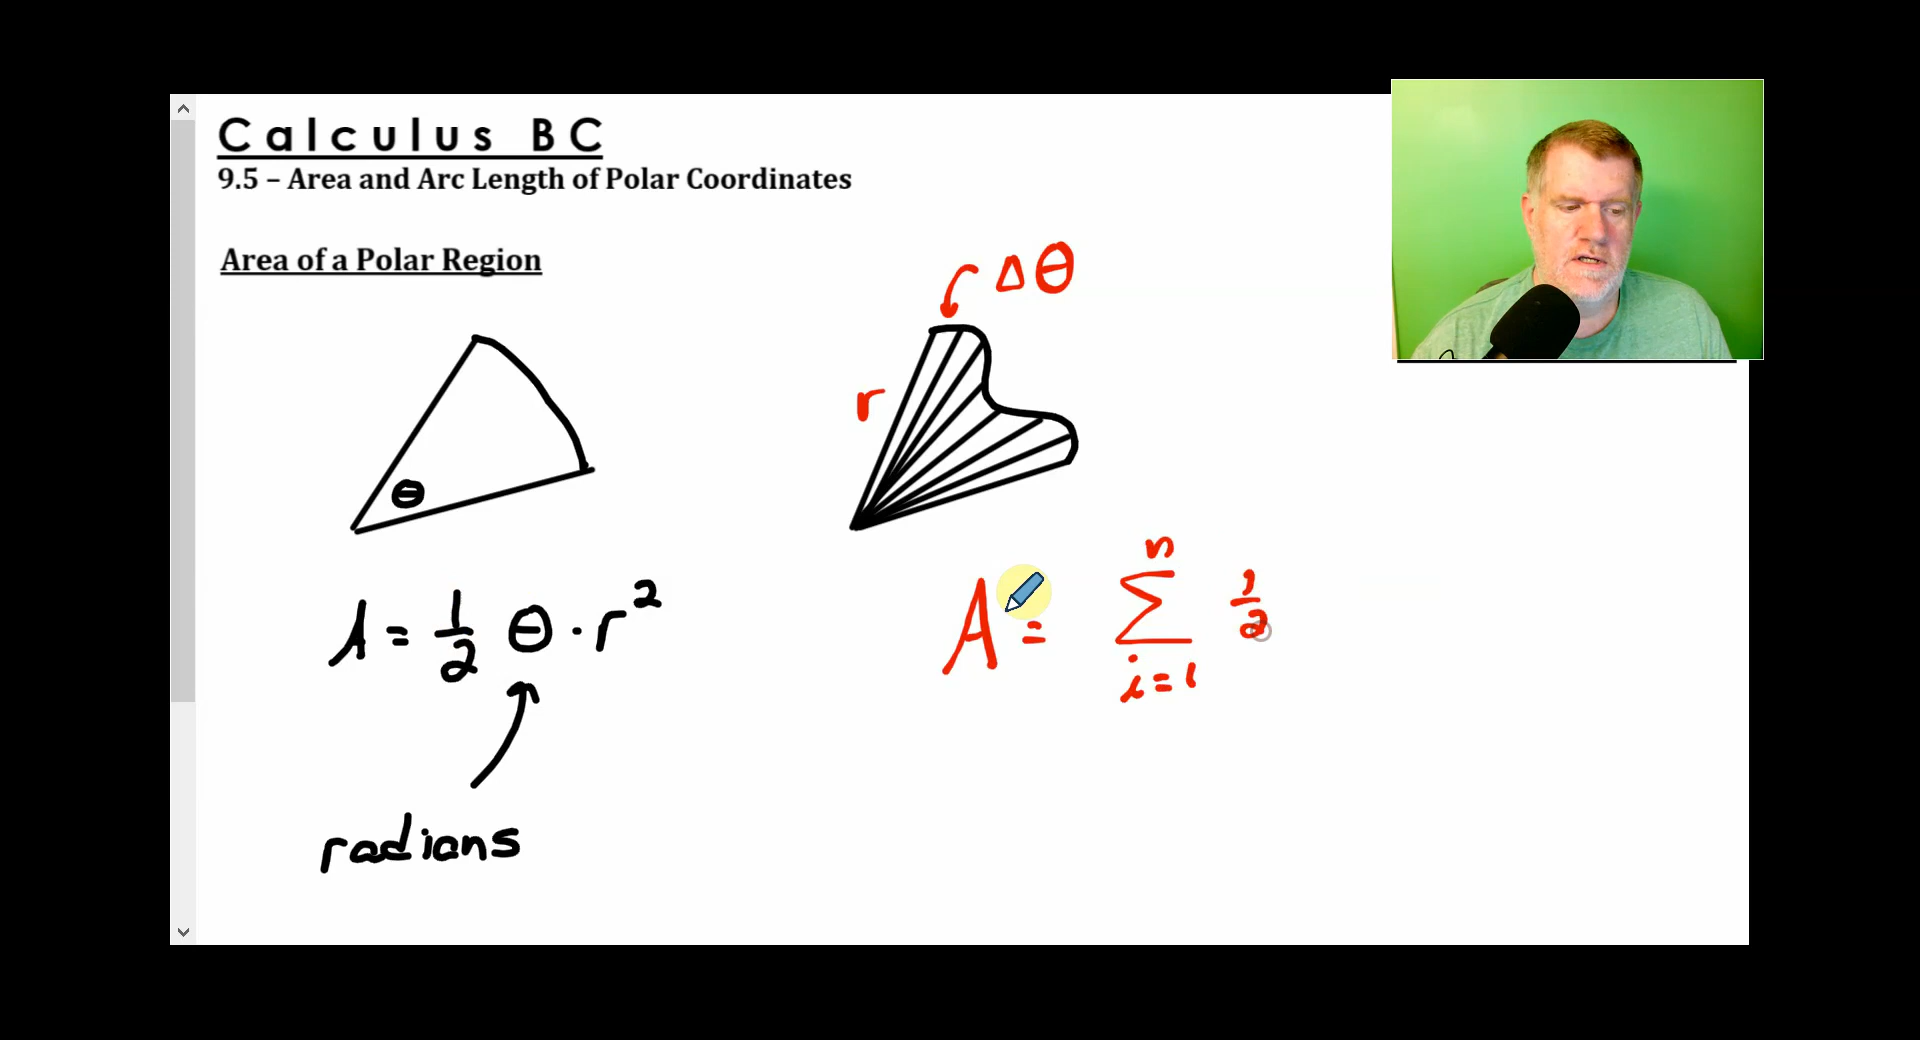 Calculus BC
9.5 – Area and Arc Length of Polar Coordinates
Area of a Polar Region
Δθ
r
θ
A = 1/2 θ · r²
radians
A = n Σ i=1 1/2